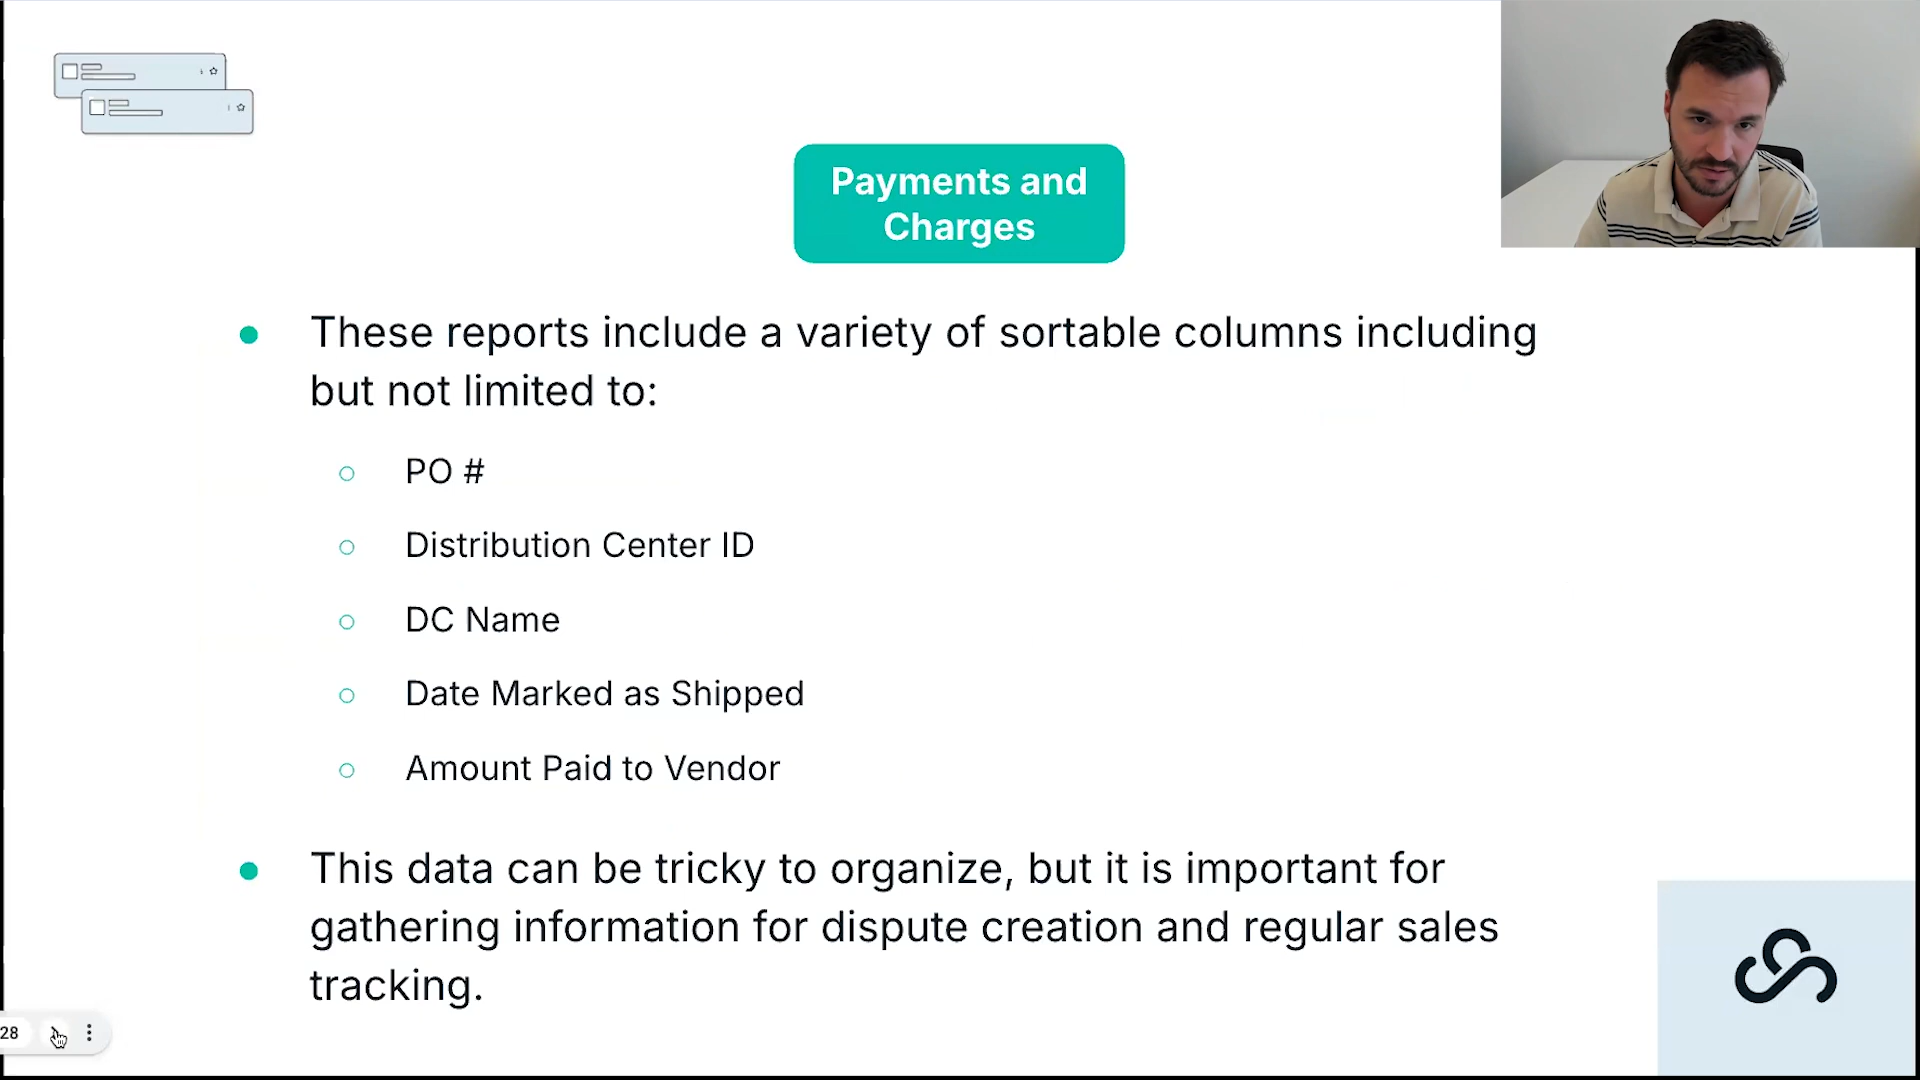 Payments and
Charges
These reports include a variety of sortable columns including
but not limited to:
PO #
Distribution Center ID
DC Name
Date Marked as Shipped
Amount Paid to Vendor
This data can be tricky to organize, but it is important for
gathering information for dispute creation and regular sales
tracking.
28